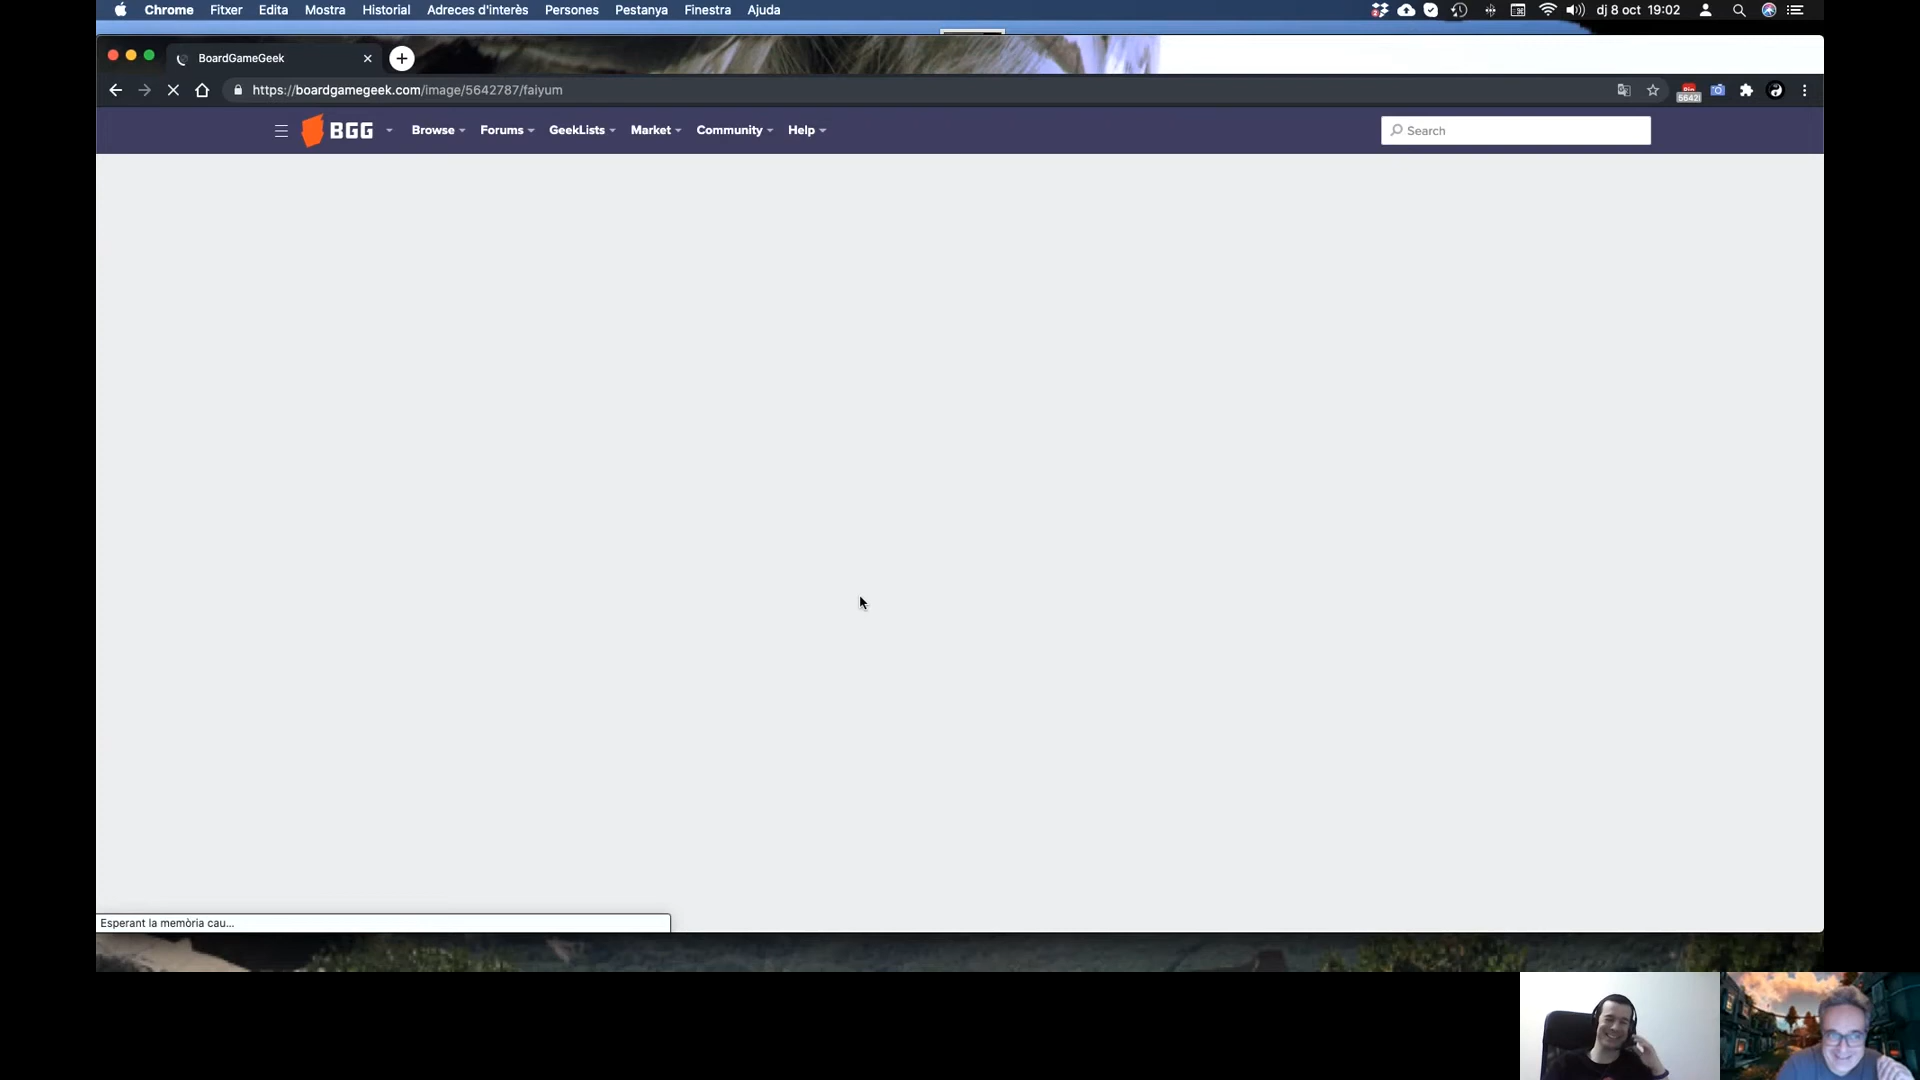 Chrome Fitxer Edita Mostra Historial Adreces d'interès Persones Pestanya Finestra Ajuda dj 8 oct 19:02
BoardGameGeek
https://boardgamegeek.com/image/5642787/faiyum
BGG Browse Forums GeekLists Market Community Help Search
Esperant la memòria cau...